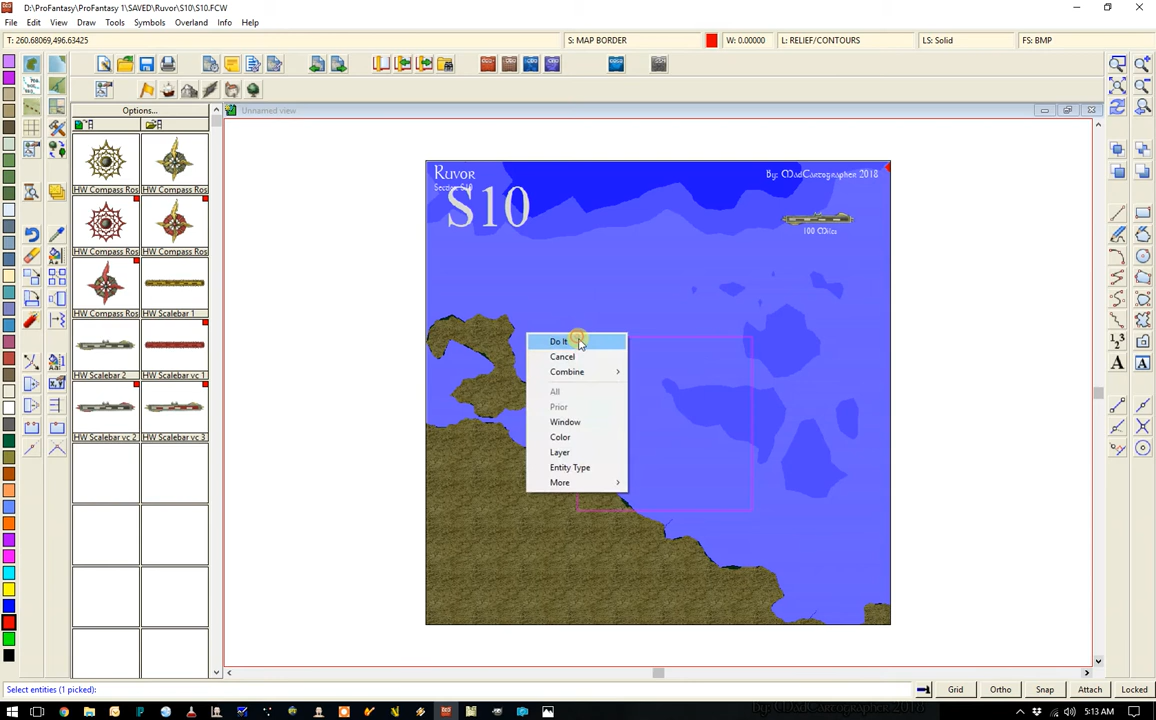 D:\ProFantasy\ProFantasy 1\SAVED\Ruvor\S10\S10.FCW
File Edit View Draw Tools Symbols Overland Info Help
T: 260.68069,496.63425 S: MAP BORDER W: 0.00000 L: RELIEF/CONTOURS LS: Solid FS: BMP
Options... Unnamed view
HW Compass Ros HW Compass Ros
HW Compass Ros HW Compass Ros
HW Compass Ros HW Scalebar 1
HW Scalebar 2 HW Scalebar vc 1
HW Scalebar vc 2 HW Scalebar vc 3
Ruvor
Section S10
S10
By: MadCartographer 2018
100 Miles
Do It
Cancel
Combine
All
Prior
Window
Color
Layer
Entity Type
More
Select entities (1 picked):
Grid Ortho Snap Attach Locked
By: MadCartographer 2018
5:13 AM